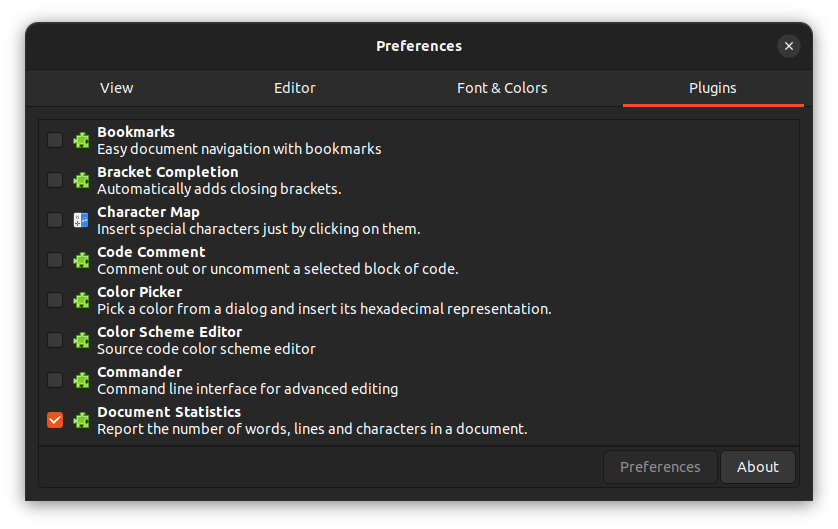 Preferences
View
Editor
Font & Colors
Plugins
Bookmarks
Easy document navigation with bookmarks
Bracket Completion
Automatically adds closing brackets.
Character Map
Insert special characters just by clicking on them.
Code Comment
Comment out or uncomment a selected block of code.
Color Picker
Pick a color from a dialog and insert its hexadecimal representation.
Color Scheme Editor
Source code color scheme editor
Commander
Command line interface for advanced editing
Document Statistics
Report the number of words, lines and characters in a document.
Preferences
About